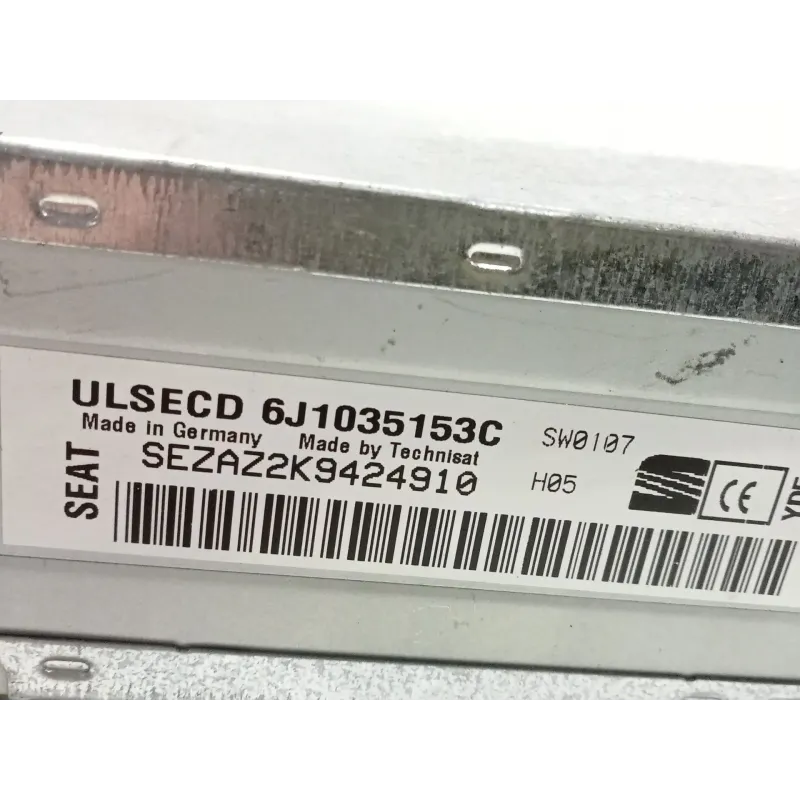 ULSECD 6J1035153C SW0107
Made in Germany Made by Technisat
SEZAZ2K9424910 H05
SEAT
CE